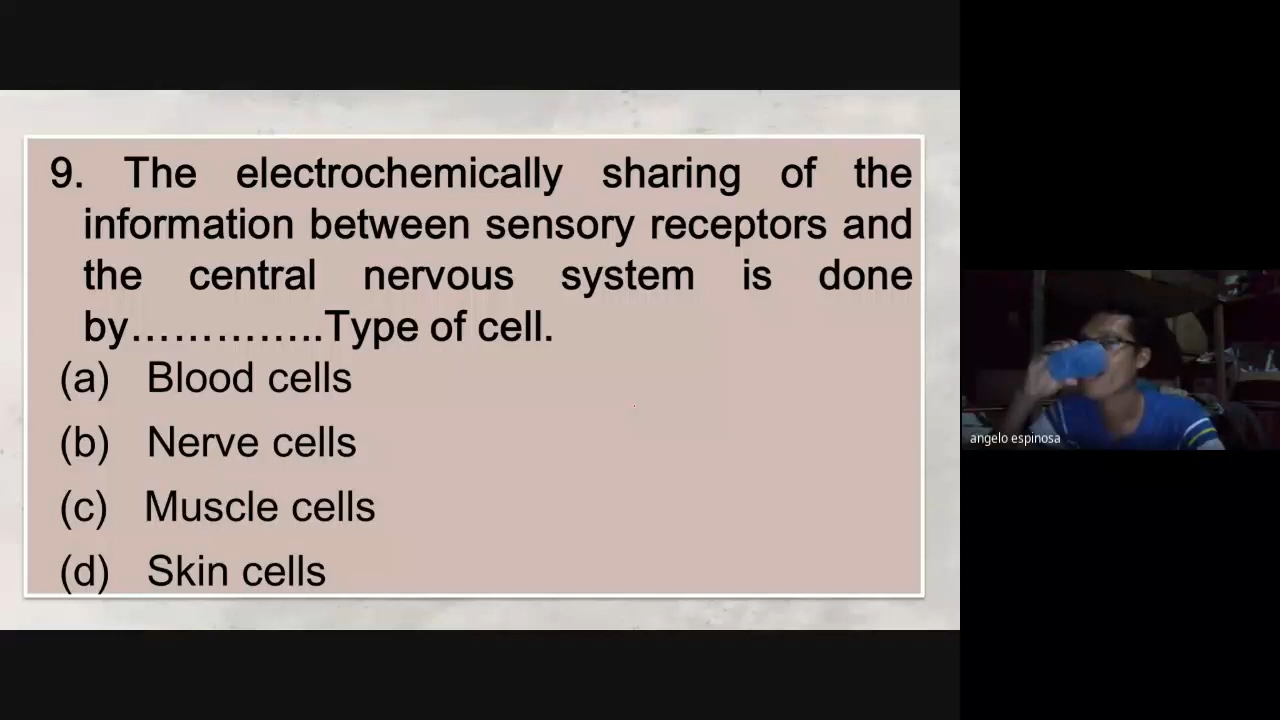 9. The electrochemically sharing of the
information between sensory receptors and
the central nervous system is done
by…………..Type of cell.
(a) Blood cells
(b) Nerve cells
(c) Muscle cells
(d) Skin cells
angelo espinosa